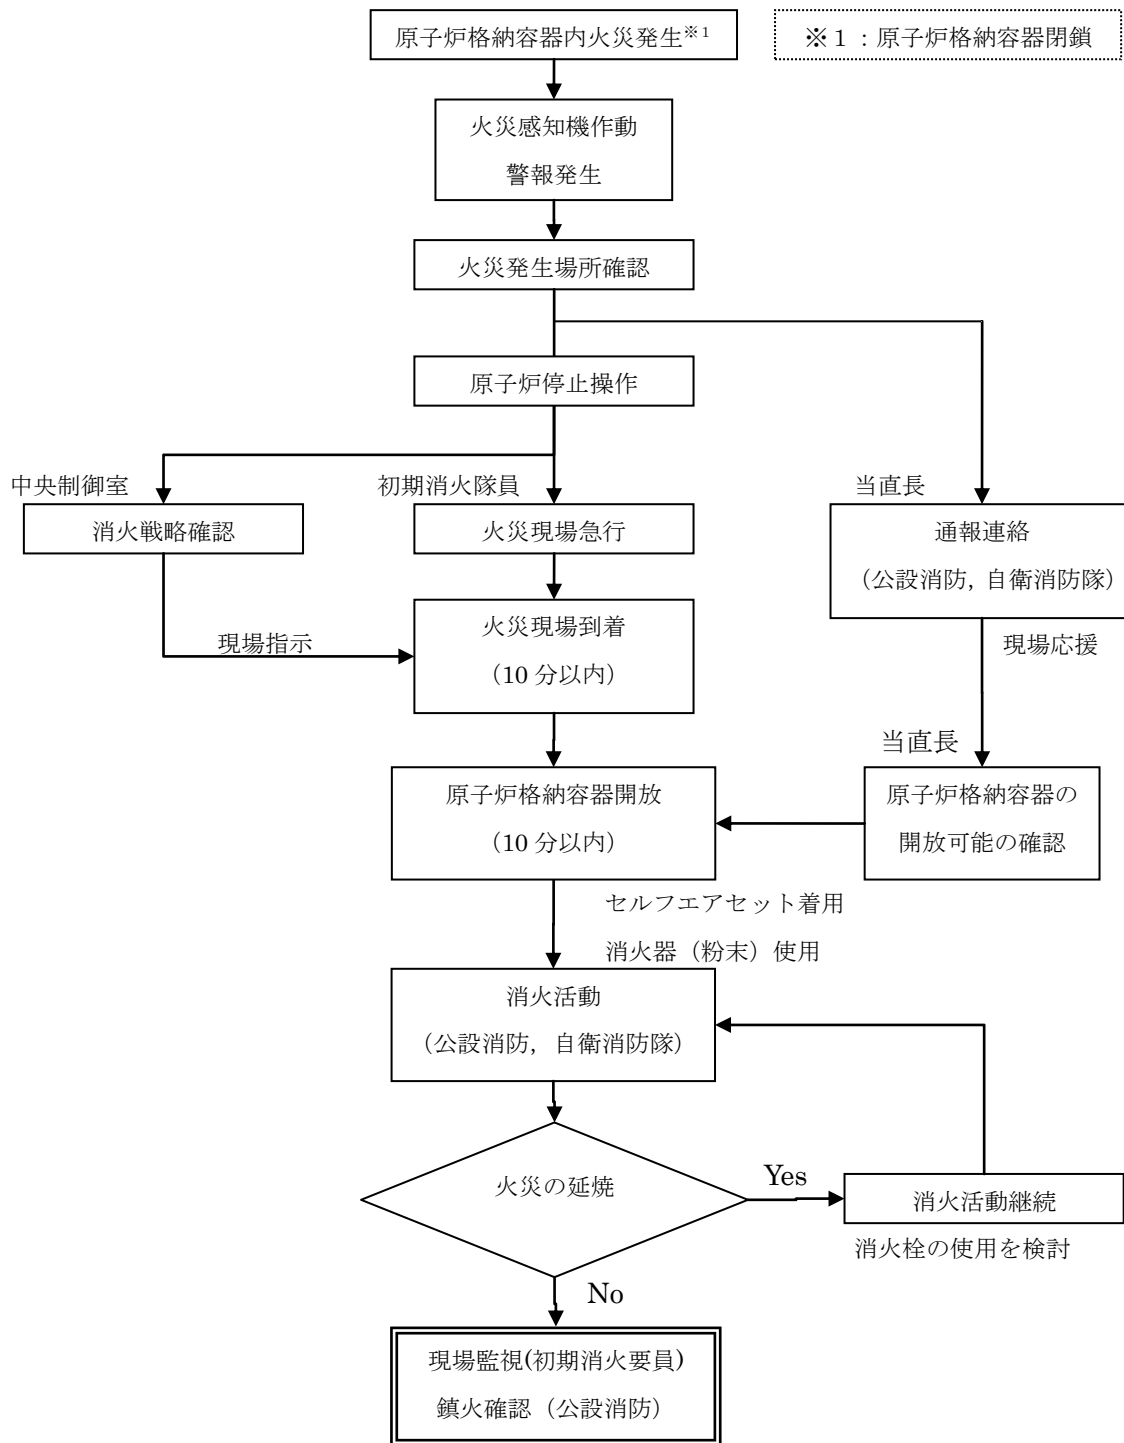 原子炉格納容器内火災発生※1
※１：原子炉格納容器閉鎖
火災感知機作動
警報発生
火災発生場所確認
原子炉停止操作
中央制御室
初期消火隊員
当直長
消火戦略確認
火災現場急行
通報連絡
（公設消防，自衛消防隊）
火災現場到着
（10 分以内）
現場指示
現場応援
当直長
原子炉格納容器開放
（10 分以内）
原子炉格納容器の
開放可能の確認
セルフエアセット着用
消火器（粉末）使用
消火活動
（公設消防，自衛消防隊）
火災の延焼
Yes
消火活動継続
消火栓の使用を検討
No
現場監視(初期消火要員)
鎮火確認（公設消防）